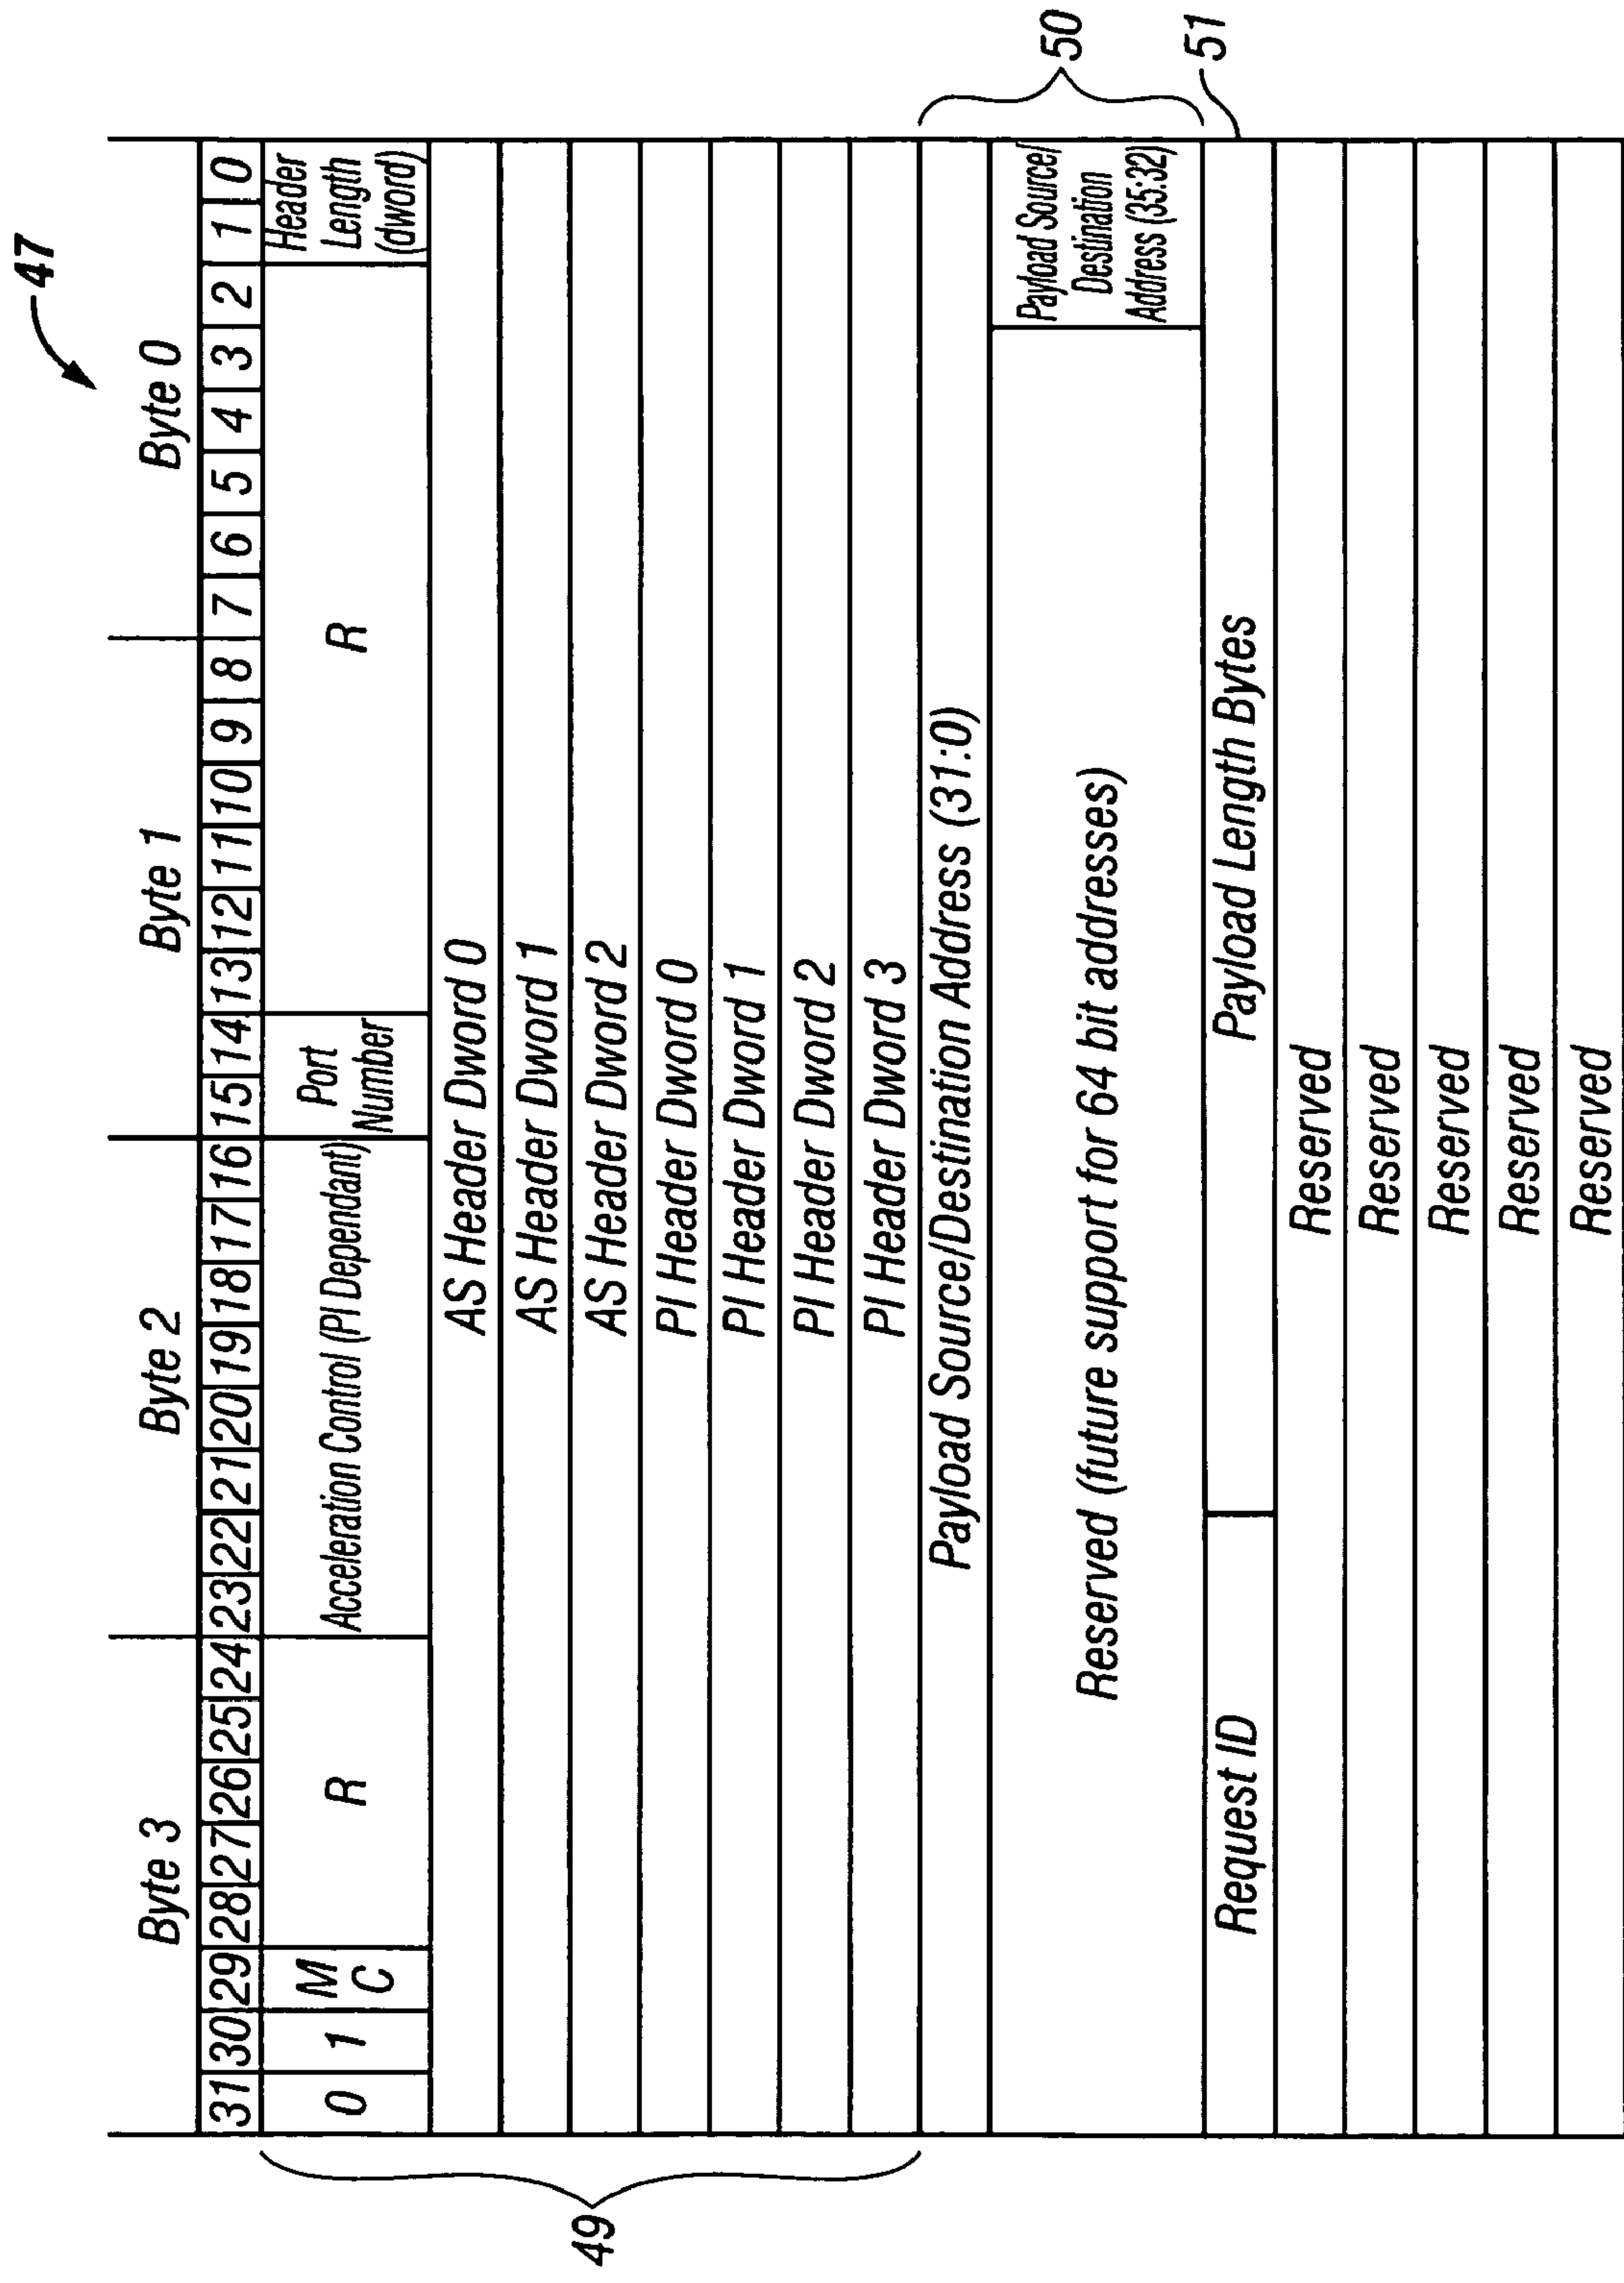 47
Byte 3 Byte 2 Byte 1 Byte 0
31 30 29 28 27 26 25 24 23 22 21 20 19 18 17 16 15 14 13 12 11 10 9 8 7 6 5 4 3 2 1 0
0
1
M
C
R
Acceleration Control (PI Dependant)
Port
Number
R
Header
Length
(dword)
AS Header Dword 0
AS Header Dword 1
AS Header Dword 2
PI Header Dword 0
PI Header Dword 1
PI Header Dword 2
PI Header Dword 3
49
Payload Source/Destination Address (31:0)
Reserved (future support for 64 bit addresses)
Payload Source/
Destination
Address (35:32)
50
Request ID
Payload Length Bytes
51
Reserved
Reserved
Reserved
Reserved
Reserved